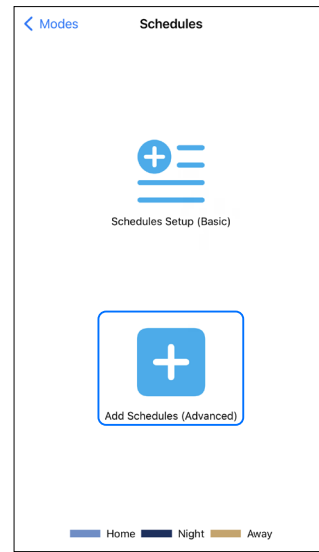 Modes Schedules
Schedules Setup (Basic)
Add Schedules (Advanced)
Home Night Away